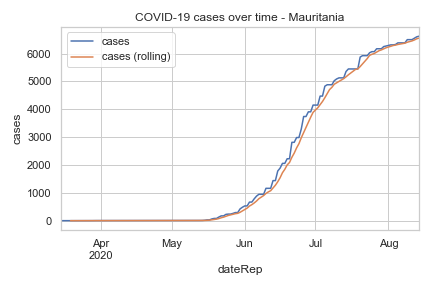 COVID-19 cases over time - Mauritania
cases
cases (rolling)
6000
5000
4000
3000
2000
1000
0
cases
Apr
2020
May
Jun
Jul
Aug
dateRep